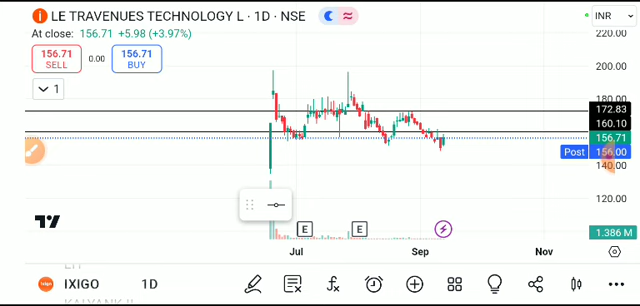 LE TRAVENUES TECHNOLOGY L · 1D · NSE
INR
At close: 156.71 +5.98 (+3.97%)
220.00
156.71
SELL
0.00
156.71
BUY
200.00
1
180.00
172.83
160.10
156.71
Post 156.00
140.00
120.00
E
E
1.386 M
Jul
Sep
Nov
IXIGO 1D